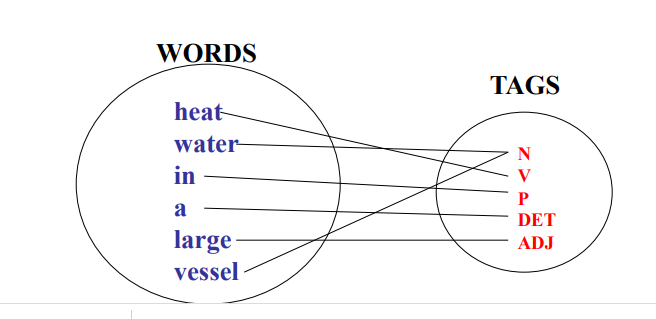 WORDS
heat
water
in
a
large
vessel
TAGS
N
V
P
DET
ADJ